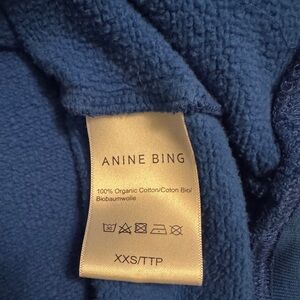 ANINE BING
100% Organic Cotton/Coton Bio/
Biobaumwolle
XXS/TTP